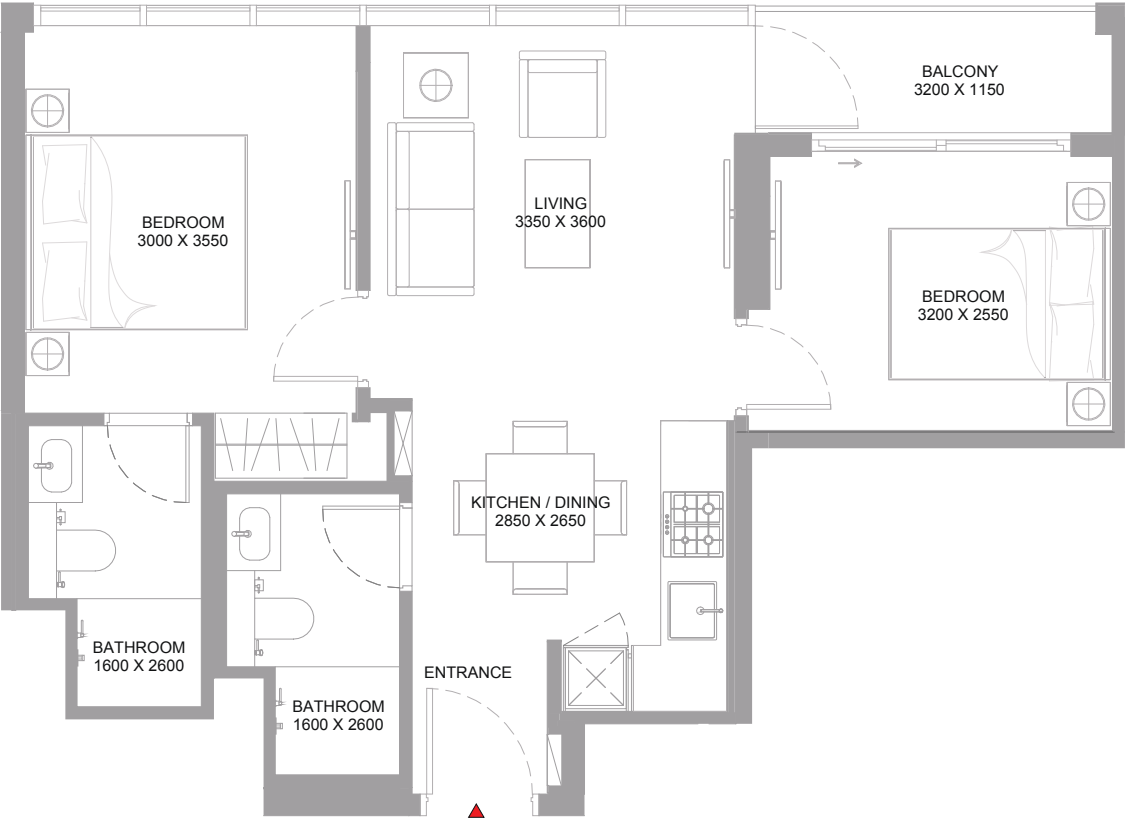 BALCONY
3200 X 1150
LIVING
3350 X 3600
BEDROOM
3000 X 3550
BEDROOM
3200 X 2550
KITCHEN / DINING
2850 X 2650
BATHROOM
1600 X 2600
ENTRANCE
BATHROOM
1600 X 2600